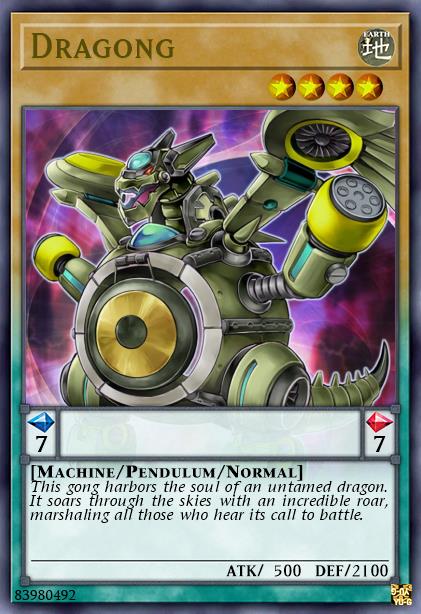 DRAGONG
EARTH
地
7
7
[MACHINE/PENDULUM/NORMAL]
This gong harbors the soul of an untamed dragon.
It soars through the skies with an incredible roar,
marshaling all those who hear its call to battle.
ATK/ 500 DEF/2100
83980492